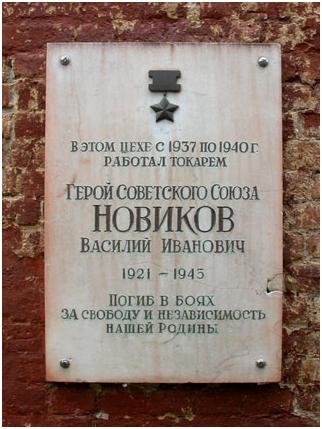 В ЭТОМ ЦЕХЕ С 1937 ПО 1940 Г.
РАБОТАЛ ТОКАРЕМ
ГЕРОЙ СОВЕТСКОГО СОЮЗА
НОВИКОВ
ВАСИЛИЙ ИВАНОВИЧ
1921 – 1945
ПОГИБ В БОЯХ
ЗА СВОБОДУ И НЕЗАВИСИМОСТЬ
НАШЕЙ РОДИНЫ